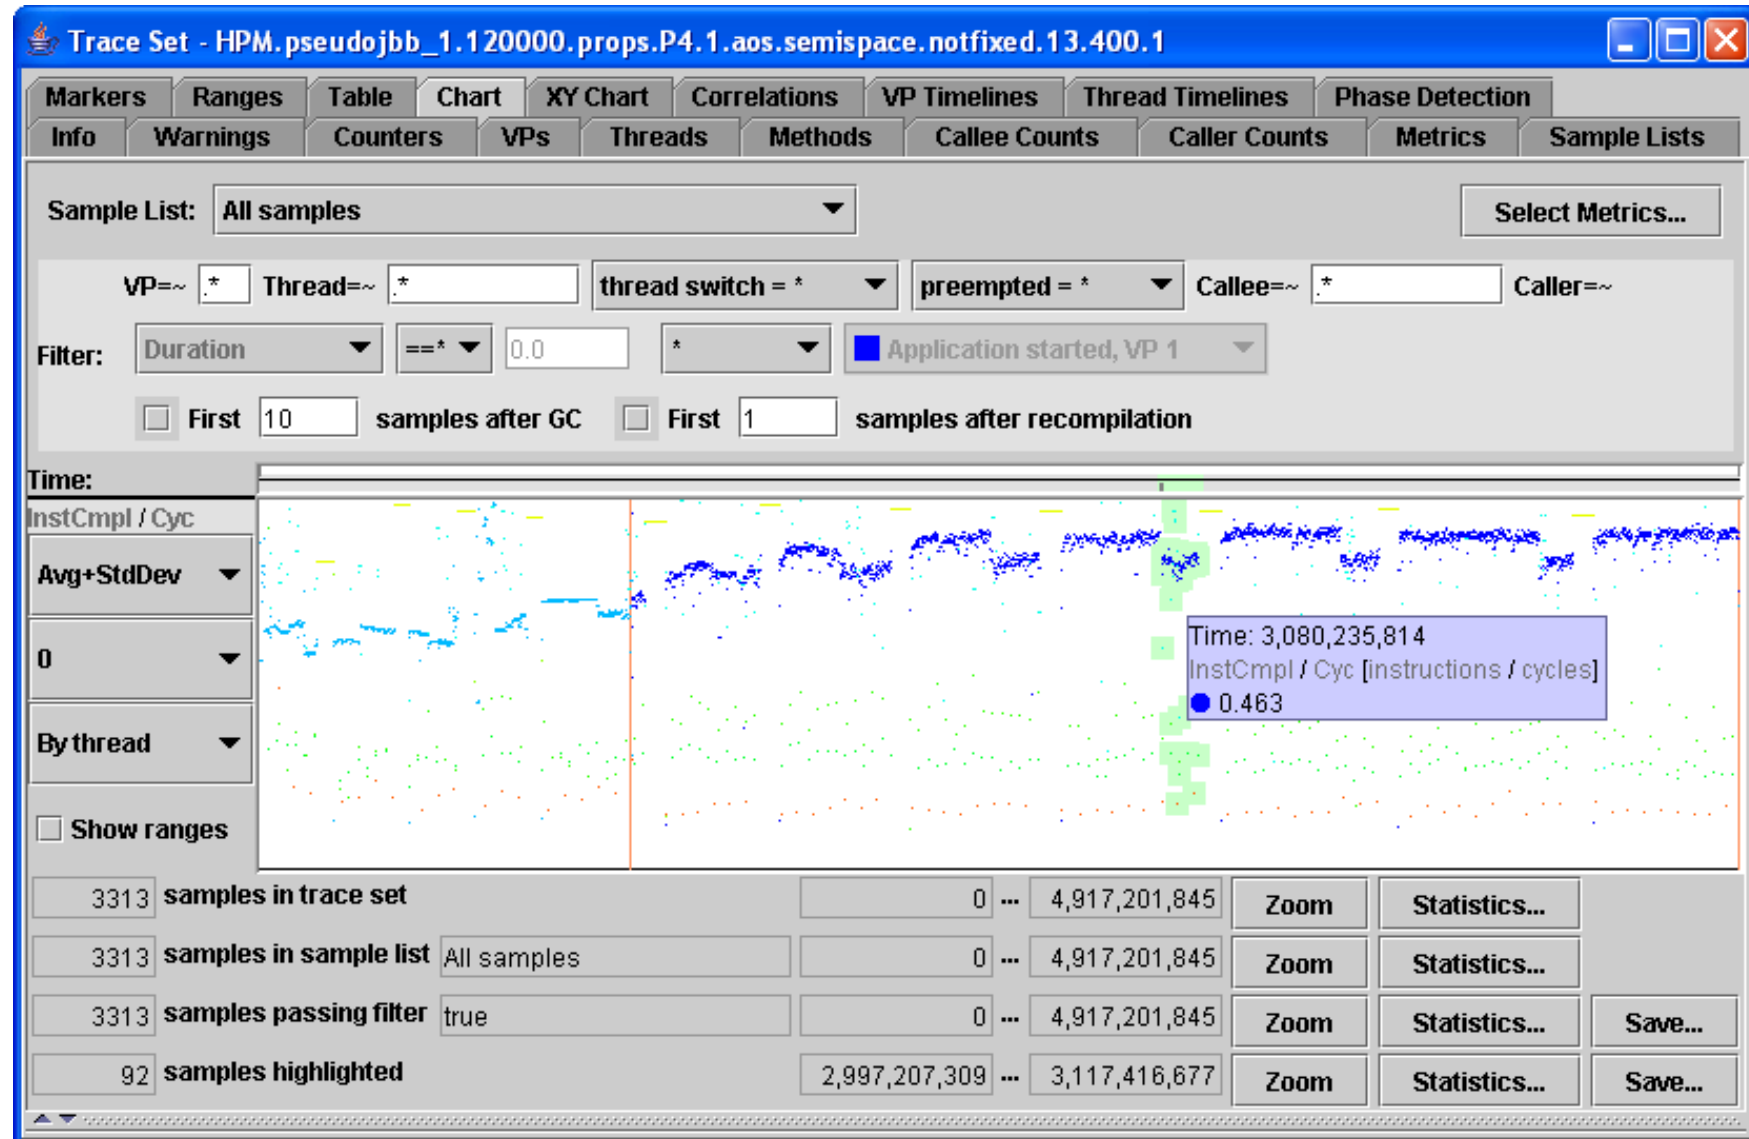 Trace Set - HPM.pseudojbb_1.120000.props.P4.1.aos.semispace.notfixed.13.400.1
Markers Ranges Table Chart XY Chart Correlations VP Timelines Thread Timelines Phase Detection
Info Warnings Counters VPs Threads Methods Callee Counts Caller Counts Metrics Sample Lists
Sample List: All samples Select Metrics...
VP=~ .* Thread=~ .* thread switch = * preempted = * Callee=~ .* Caller=~
Filter: Duration ==* 0.0 * Application started, VP 1
First 10 samples after GC First 1 samples after recompilation
Time:
InstCmpl / Cyc
Avg+StdDev
0
By thread
Show ranges
Time: 3,080,235,814
InstCmpl / Cyc [instructions / cycles]
0.463
3313 samples in trace set 0 ... 4,917,201,845 Zoom Statistics...
3313 samples in sample list All samples 0 ... 4,917,201,845 Zoom Statistics...
3313 samples passing filter true 0 ... 4,917,201,845 Zoom Statistics... Save...
92 samples highlighted 2,997,207,309 ... 3,117,416,677 Zoom Statistics... Save...